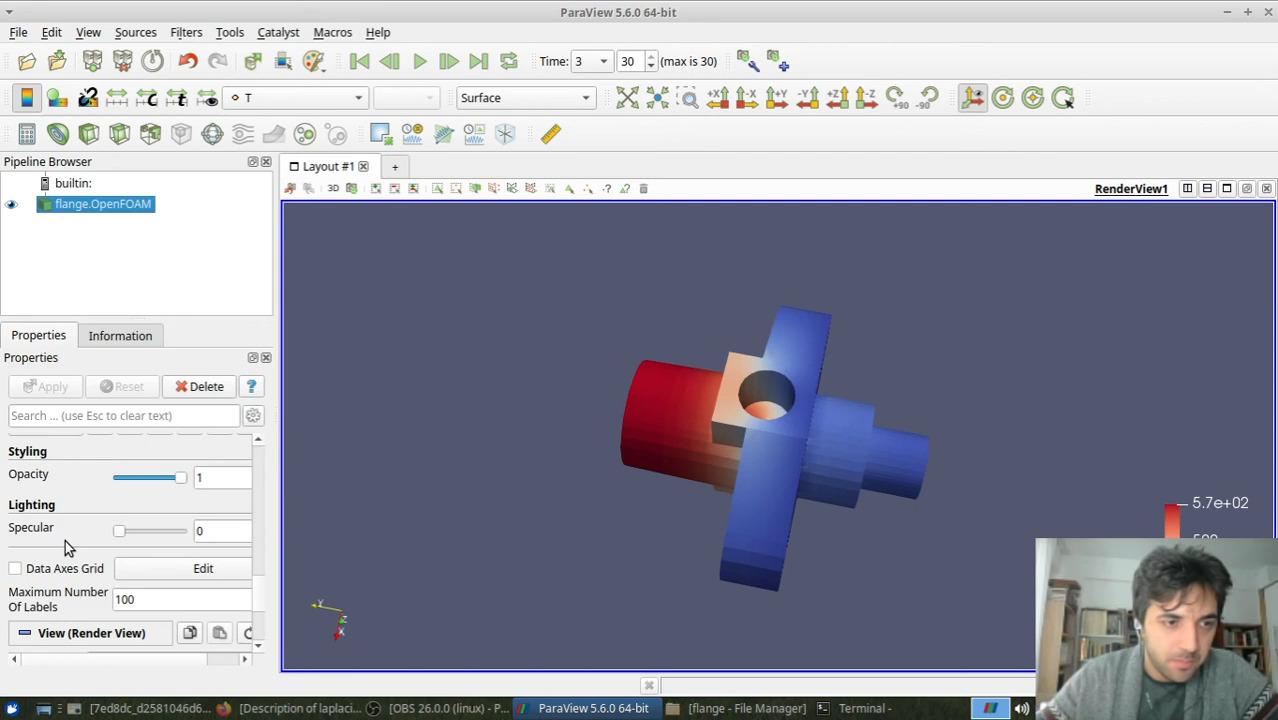 ParaView 5.6.0 64-bit
File Edit View Sources Filters Tools Catalyst Macros Help
Time: 3 30 (max is 30)
T Surface +X -X +Y -Y +Z -Z +90 -90
Pipeline Browser
Layout #1 +
builtin:
3D RenderView1
flange.OpenFOAM
Properties Information
Properties
Apply Reset Delete ?
Search ... (use Esc to clear text)
Styling
Opacity 1
Lighting
Specular 0
Data Axes Grid Edit
Maximum Number
Of Labels 100
View (Render View)
5.7e+02
Y
Z
X
[7ed8dc_d2581046d6... [Description of laplaci... [OBS 26.0.0 (linux) - P... ParaView 5.6.0 64-bit [flange - File Manager] Terminal -